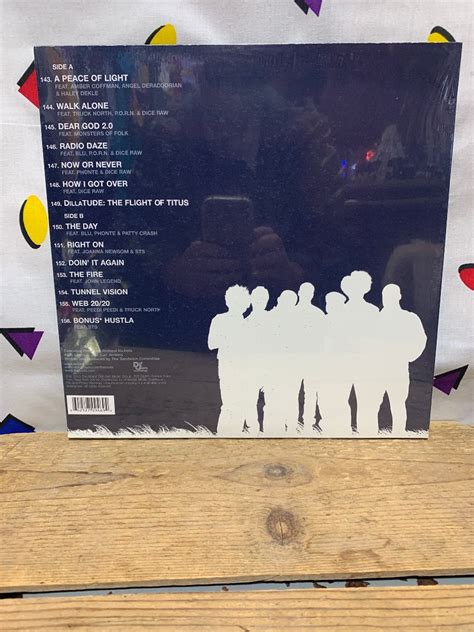 SIDE A
143. A PEACE OF LIGHT
FEAT. AMBER COFFMAN, ANGEL DERADOORIAN
& HALEY DEKLE
144. WALK ALONE
FEAT. TRUCK NORTH, P.O.R.N. & DICE RAW
145. DEAR GOD 2.0
FEAT. MONSTERS OF FOLK
146. RADIO DAZE
FEAT. BLU, P.O.R.N. & DICE RAW
147. NOW OR NEVER
FEAT. PHONTE & DICE RAW
148. HOW I GOT OVER
FEAT. DICE RAW
149. DILLATUDE: THE FLIGHT OF TITUS
SIDE B
150. THE DAY
FEAT. BLU, PHONTE & PATTY CRASH
151. RIGHT ON
FEAT. JOANNA NEWSOM & STS
152. DOIN' IT AGAIN
153. THE FIRE
FEAT. JOHN LEGEND
154. TUNNEL VISION
155. WEB 20/20
FEAT. PEEDI PEEDI & TRUCK NORTH
156. BONUS* HUSTLA
FEAT. STS
Def Jam